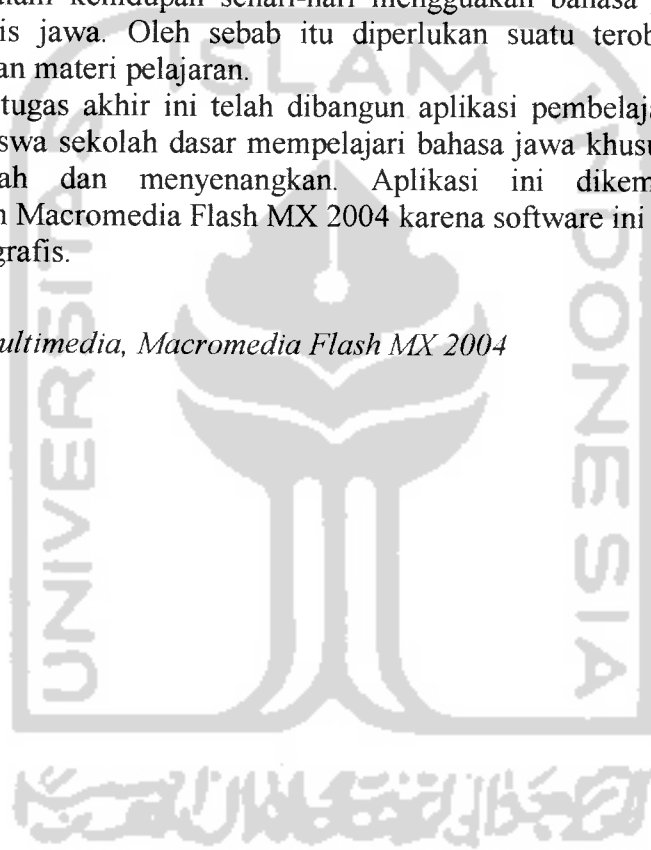 kehidupan sehari-hari mengguakan bahasa
is jawa. Oleh sebab itu diperlukan suatu terob
an materi pelajaran.
tugas akhir ini telah dibangun aplikasi pembelaja
swa sekolah dasar mempelajari bahasa jawa khusu
ah dan menyenangkan. Aplikasi ini dikem
n Macromedia Flash MX 2004 karena software ini
grafis.
ultimedia, Macromedia Flash MX 2004
ISLAM
UNIVERSITAS
INDONESIA